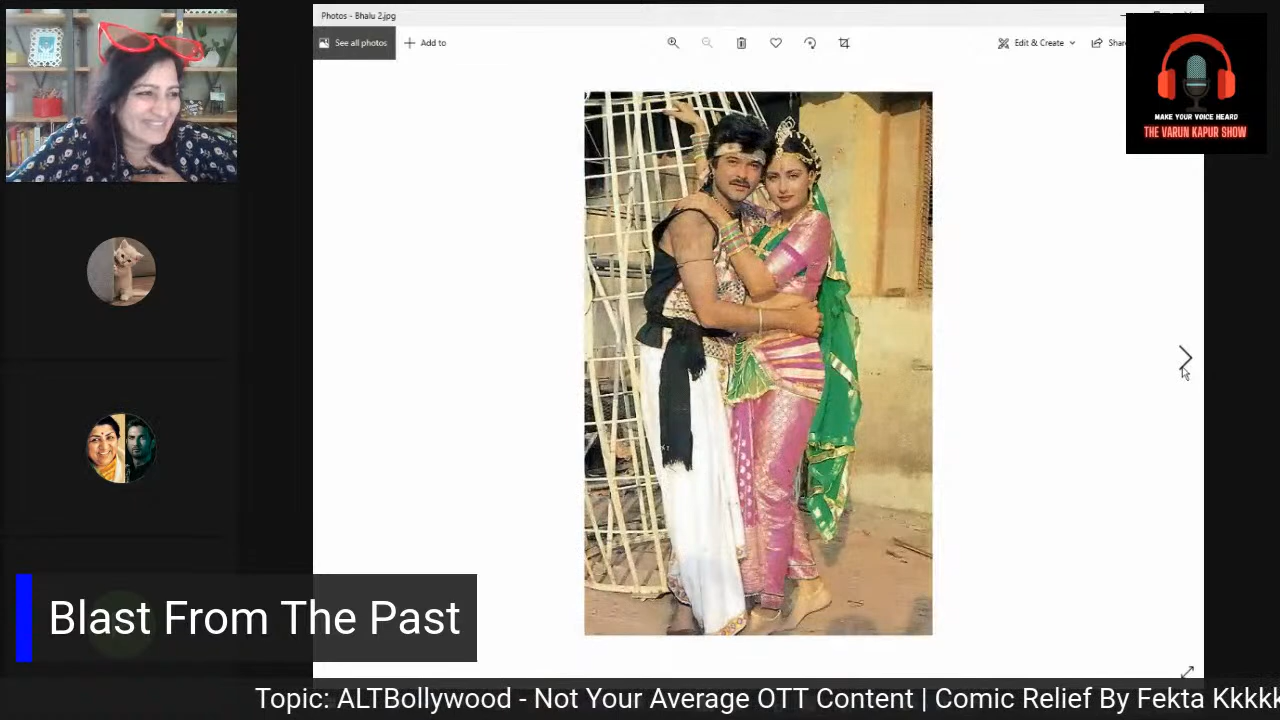 Photos - Bhalu 2.jpg
See all photos
Add to
Edit & Create
Shar
MAKE YOUR VOICE HEARD
THE VARUN KAPUR SHOW
Blast From The Past
Topic: ALTBollywood - Not Your Average OTT Content | Comic Relief By Fekta Kkkkk